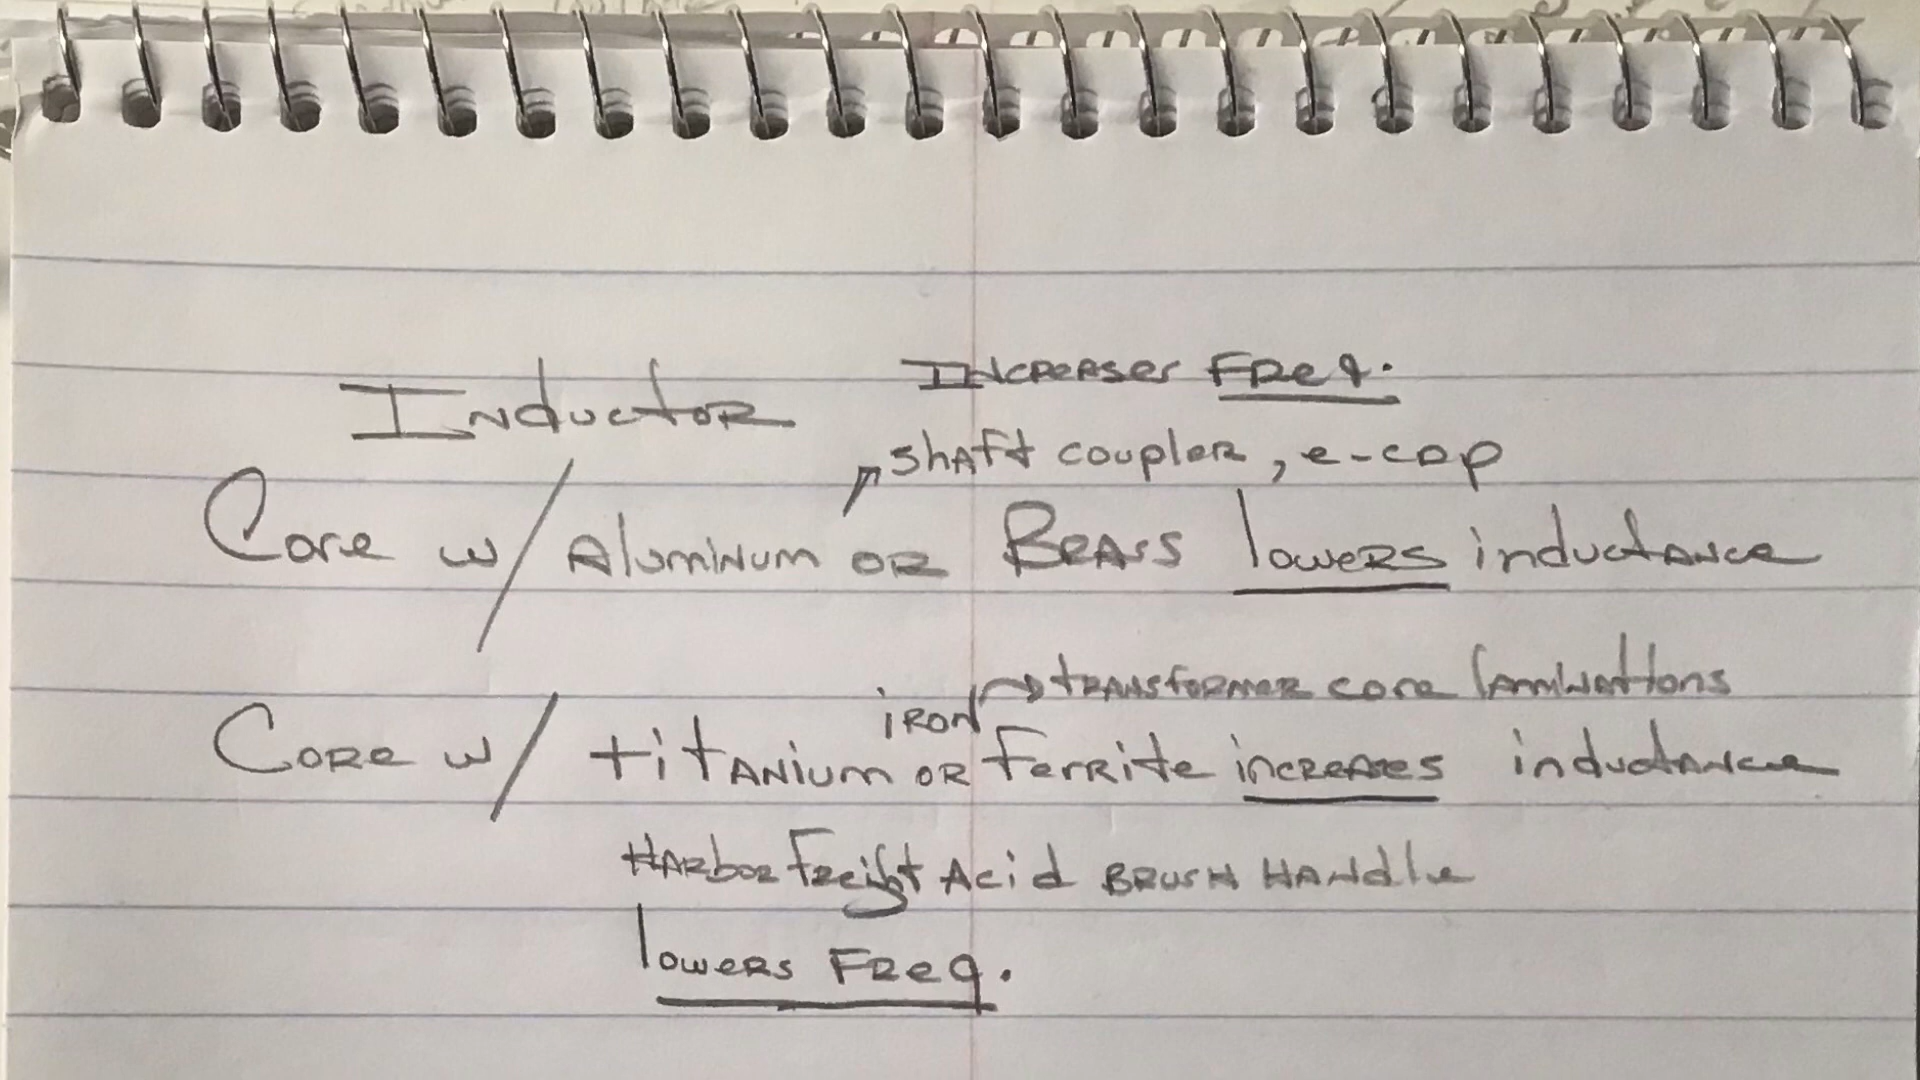 Inductor
Increases Freq.
shaft coupler, e-cap
Core w/ Aluminum or Brass lowers inductance
iron → transformer core laminations
Core w/ titanium or ferrite increases inductance
Harbor Freight Acid Brush Handle
lowers Freq.